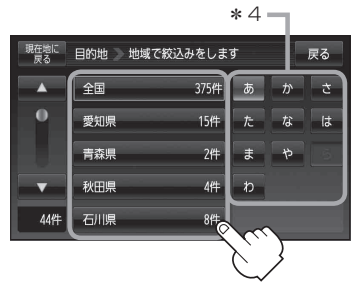 *4
現在地に
戻る
目的地 地域で絞込みをします
戻る
全国 375件
愛知県 15件
青森県 2件
秋田県 4件
石川県 8件
44件
あ か さ
た な は
ま や ら
わ